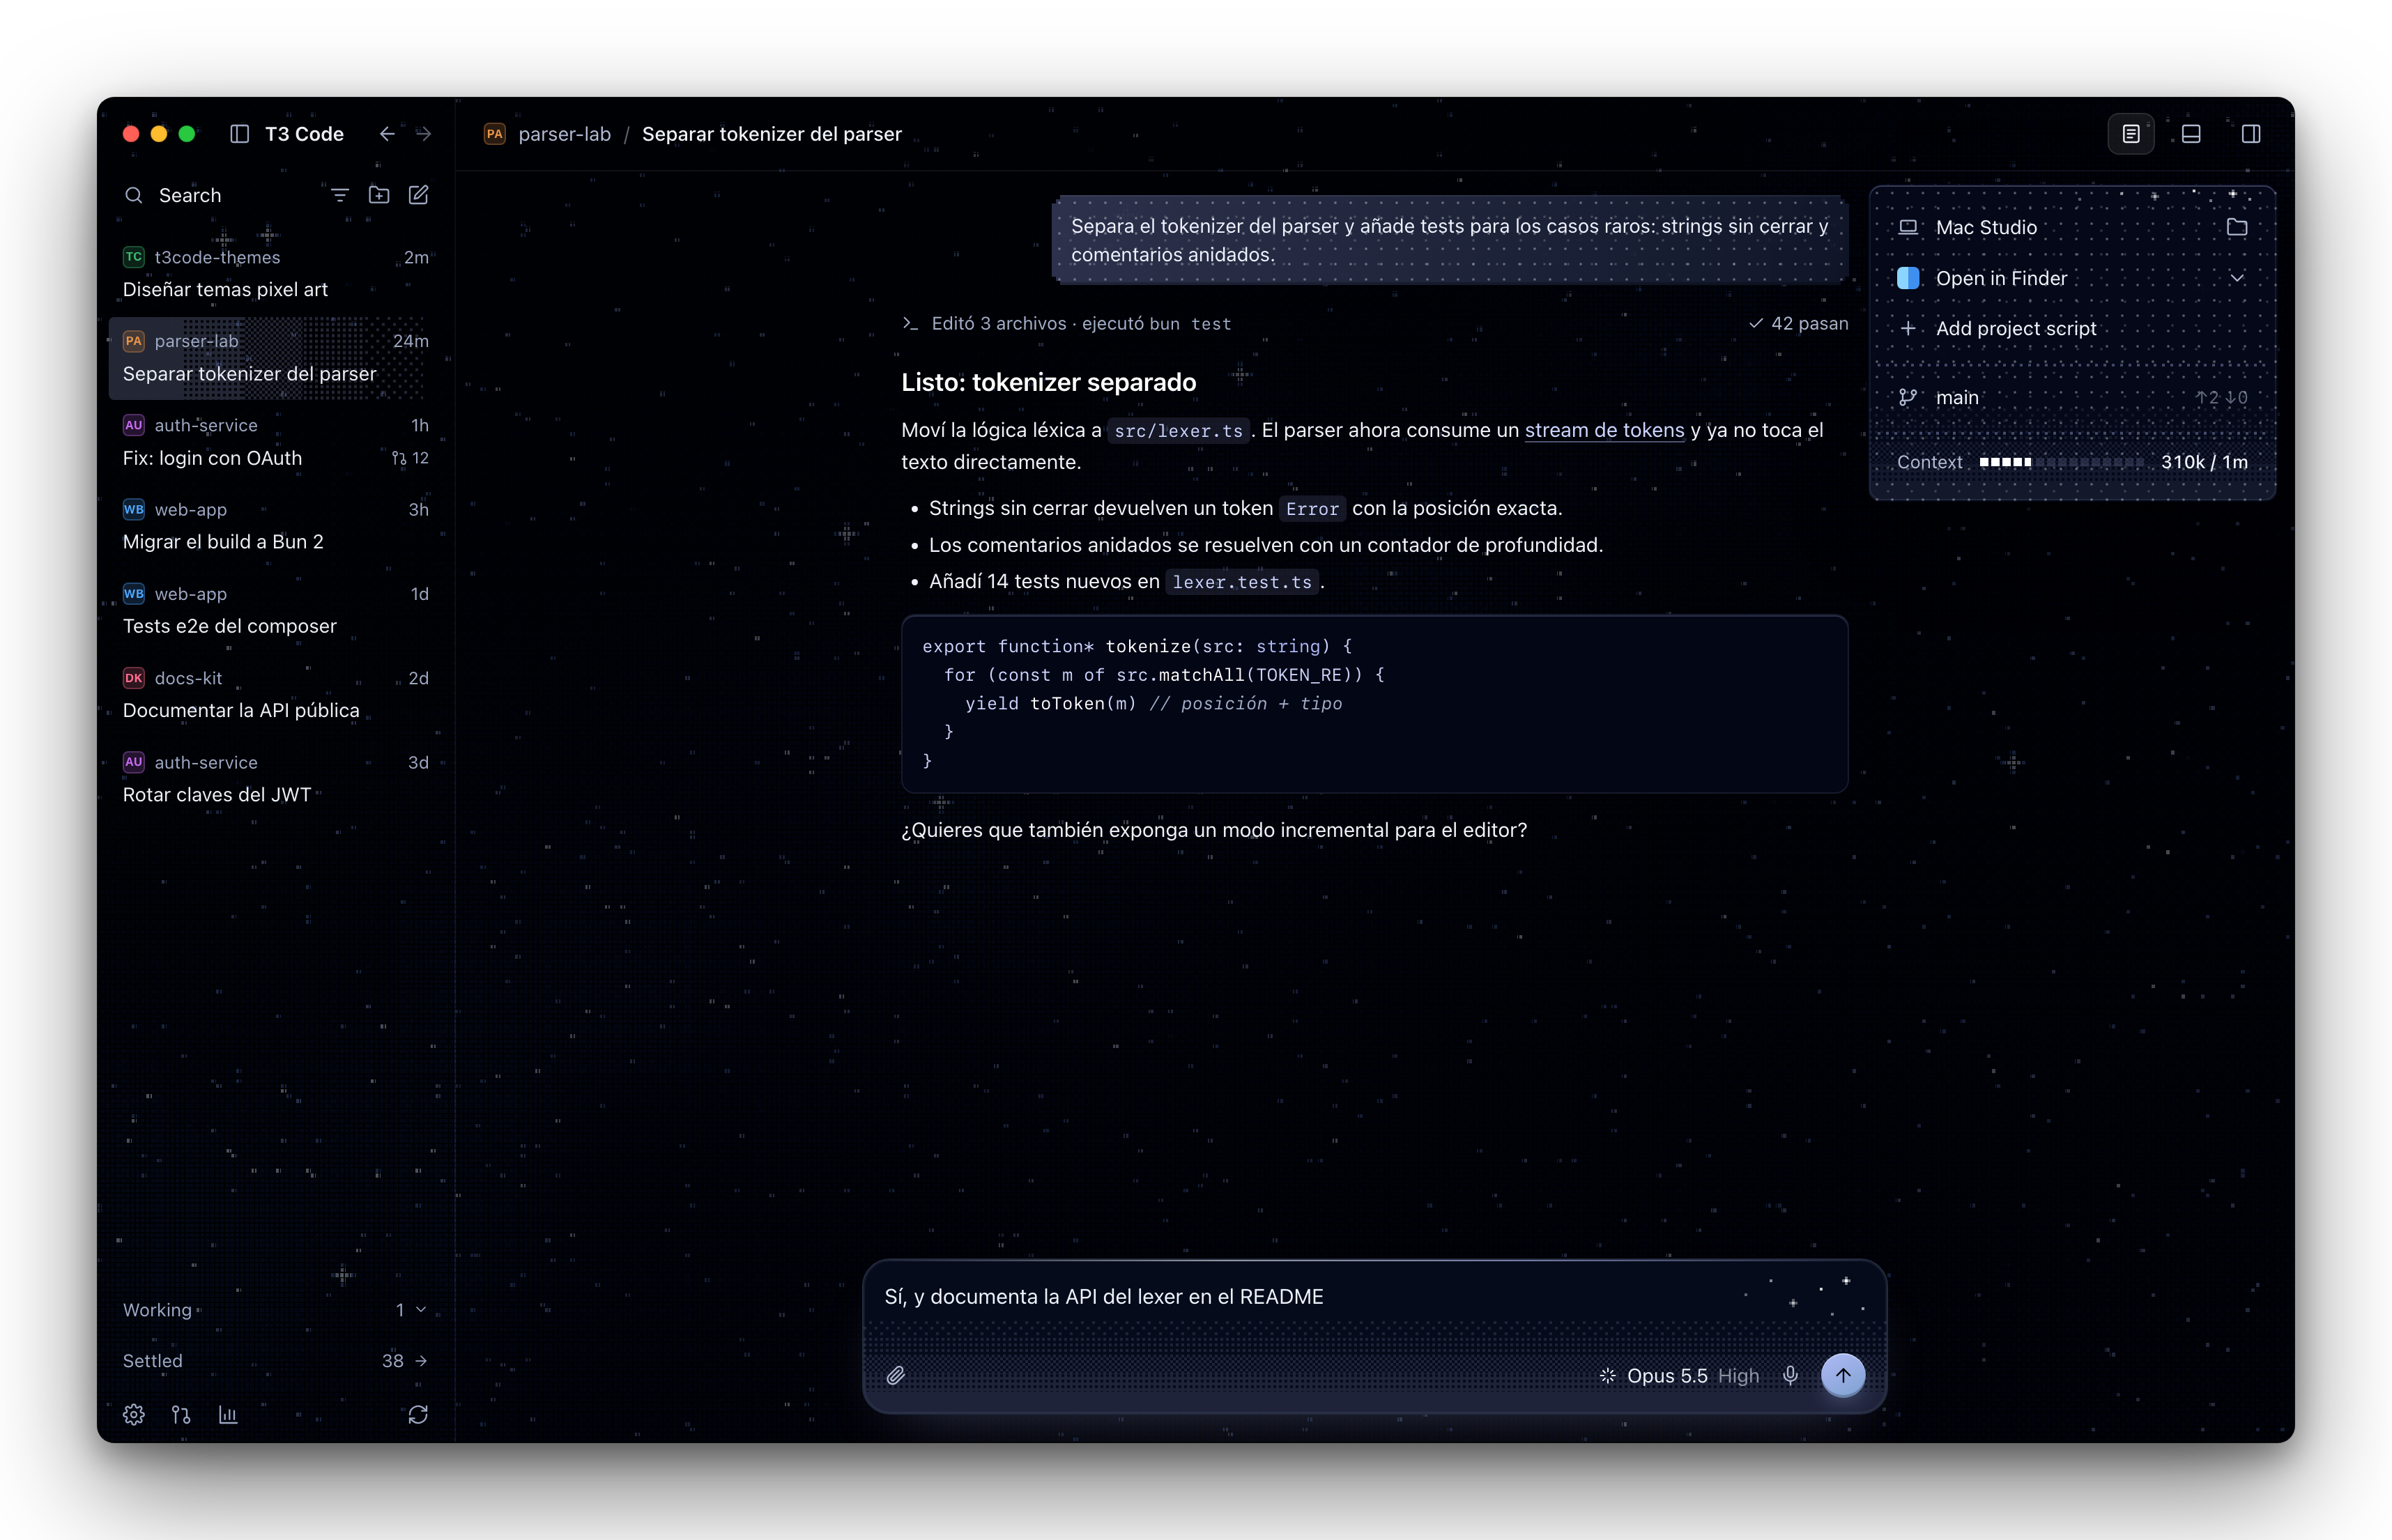 T3 Code
Search
TC t3code-themes 2m
Diseñar temas pixel art
PA parser-lab 24m
Separar tokenizer del parser
AU auth-service 1h
Fix: login con OAuth 12
WB web-app 3h
Migrar el build a Bun 2
WB web-app 1d
Tests e2e del composer
DK docs-kit 2d
Documentar la API pública
AU auth-service 3d
Rotar claves del JWT
Working 1
Settled 38
PA parser-lab / Separar tokenizer del parser
Separa el tokenizer del parser y añade tests para los casos raros: strings sin cerrar y
comentarios anidados.
Editó 3 archivos · ejecutó bun test ✓ 42 pasan
Listo: tokenizer separado
Moví la lógica léxica a src/lexer.ts. El parser ahora consume un stream de tokens y ya no toca el
texto directamente.
• Strings sin cerrar devuelven un token Error con la posición exacta.
• Los comentarios anidados se resuelven con un contador de profundidad.
• Añadí 14 tests nuevos en lexer.test.ts.
export function* tokenize(src: string) {
  for (const m of src.matchAll(TOKEN_RE)) {
    yield toToken(m) // posición + tipo
  }
}
¿Quieres que también exponga un modo incremental para el editor?
Sí, y documenta la API del lexer en el README
Opus 5.5 High
Mac Studio
Open in Finder
Add project script
main ↑2 ↓0
Context 310k / 1m